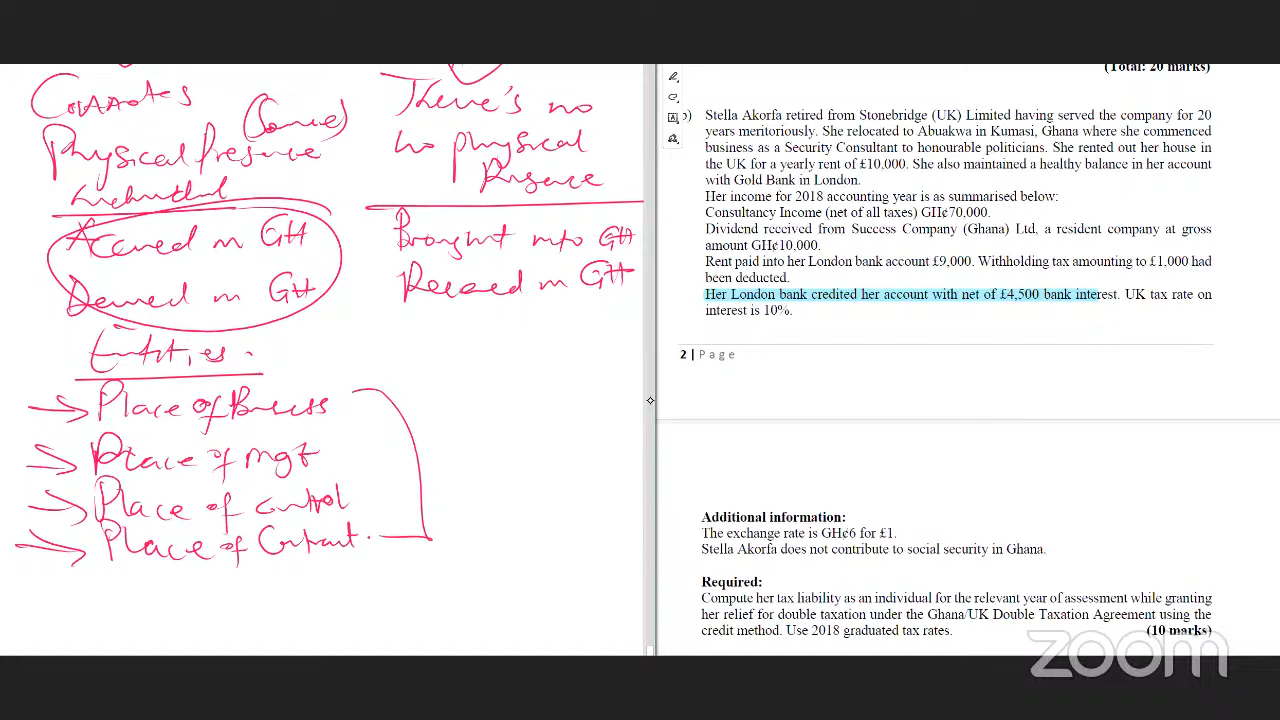 Connotes
Physical Presence (Source)
Individual
Accrued in GH
Derived in GH
Entities.
→ Place of Business
→ Place of mgt
→ Place of control
→ Place of Contract.
There's no
no physical
Presence
Brought into GH
Received in GH
(Total: 20 marks)
Stella Akorfa retired from Stonebridge (UK) Limited having served the company for 20
years meritoriously. She relocated to Abuakwa in Kumasi, Ghana where she commenced
business as a Security Consultant to honourable politicians. She rented out her house in
the UK for a yearly rent of £10,000. She also maintained a healthy balance in her account
with Gold Bank in London.
Her income for 2018 accounting year is as summarised below:
Consultancy Income (net of all taxes) GH¢70,000.
Dividend received from Success Company (Ghana) Ltd, a resident company at gross
amount GH¢10,000.
Rent paid into her London bank account £9,000. Withholding tax amounting to £1,000 had
been deducted.
Her London bank credited her account with net of £4,500 bank interest. UK tax rate on
interest is 10%.
2 | Page
Additional information:
The exchange rate is GH¢6 for £1.
Stella Akorfa does not contribute to social security in Ghana.
Required:
Compute her tax liability as an individual for the relevant year of assessment while granting
her relief for double taxation under the Ghana/UK Double Taxation Agreement using the
credit method. Use 2018 graduated tax rates. (10 marks)
zoom